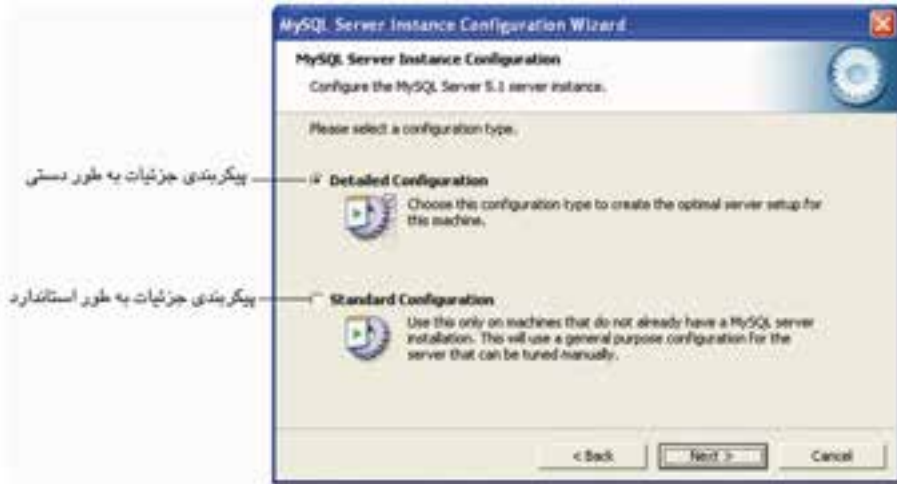 MySQL Server Instance Configuration Wizard
MySQL Server Instance Configuration
Configure the MySQL Server 5.1 server instance.
Please select a configuration type.
پیکربندی جزئیات به طور دستی
Detailed Configuration
Choose this configuration type to create the optimal server setup for
this machine.
پیکربندی جزئیات به طور استاندارد
Standard Configuration
Use this only on machines that do not already have a MySQL server
installation. This will use a general purpose configuration for the
server that can be tuned manually.
< Back
Next >
Cancel